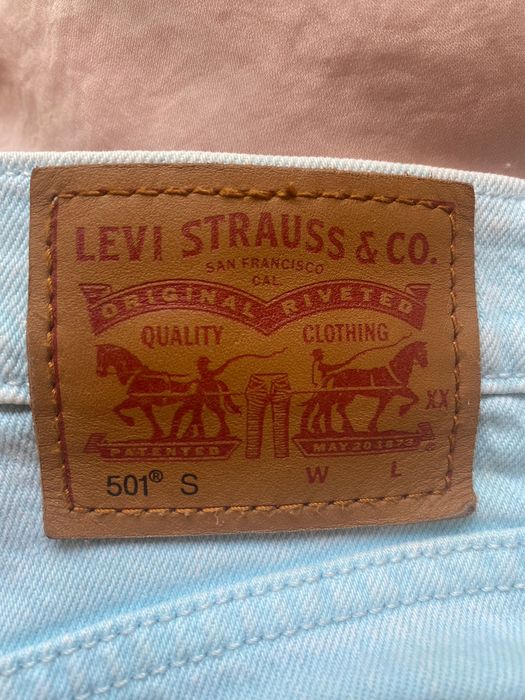 LEVI STRAUSS & CO.
SAN FRANCISCO
CAL.
ORIGINAL RIVETED
QUALITY CLOTHING
XX
PATENTED MAY 20 1873
501® S W L